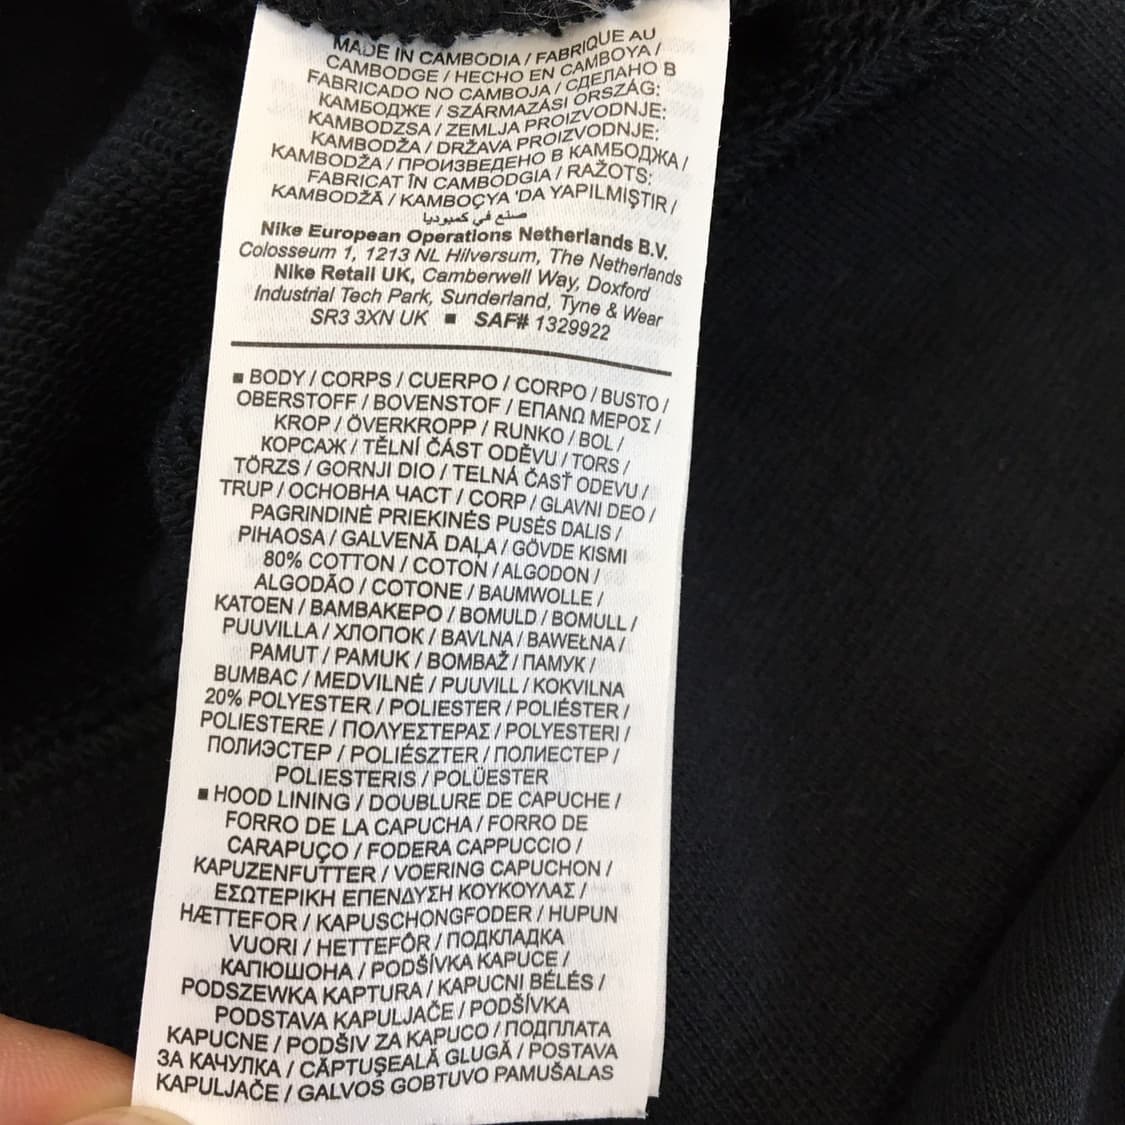 MADE IN CAMBODIA / FABRIQUE AU
CAMBODGE / HECHO EN CAMBOYA /
FABRICADO NO CAMBOJA / СДЕЛАНО В
КАМБОДЖЕ / SZÁRMAZÁSI ORSZÁG:
KAMBODZSA / ZEMLJA PROIZVODNJE:
KAMBODŽA / DRŽAVA PROIZVODNJE:
KAMBODŽA / ПРОИЗВЕДЕНО В КАМБОДЖА /
FABRICAT ÎN CAMBODGIA / RAŽOTS:
KAMBODŽĀ / KAMBOÇYA 'DA YAPILMIŞTIR /
صنع في كمبوديا
Nike European Operations Netherlands B.V.
Colosseum 1, 1213 NL Hilversum, The Netherlands
Nike Retail UK, Camberwell Way, Doxford
Industrial Tech Park, Sunderland, Tyne & Wear
SR3 3XN UK ▪ SAF# 1329922
▪ BODY / CORPS / CUERPO / CORPO / BUSTO /
OBERSTOFF / BOVENSTOF / ΕΠΑΝΩ ΜΕΡΟΣ /
KROP / ÖVERKROPP / RUNKO / BOL /
КОРСАЖ / TĚLNÍ ČÁST ODĚVU / TORS /
TÖRZS / GORNJI DIO / TELNÁ ČASŤ ODEVU /
TRUP / ОСНОВНА ЧАСТ / CORP / GLAVNI DEO /
PAGRINDINĖ PRIEKINĖS PUSĖS DALIS /
PIHAOSA / GALVENĀ DAĻA / GÖVDE KISMI
80% COTTON / COTON / ALGODON /
ALGODÃO / COTONE / BAUMWOLLE /
KATOEN / ΒΑΜΒΑΚΕΡΟ / BOMULD / BOMULL /
PUUVILLA / ХЛОПОК / BAVLNA / BAWEŁNA /
PAMUT / PAMUK / BOMBAŽ / ПАМУК /
BUMBAC / MEDVILNĖ / PUUVILL / KOKVILNA
20% POLYESTER / POLIESTER / POLIÉSTER /
POLIESTERE / ΠΟΛΥΕΣΤΕΡΑΣ / POLYESTERI /
ПОЛИЭСТЕР / POLIÉSZTER / ПОЛИЕСТЕР /
POLIESTERIS / POLÜESTER
▪ HOOD LINING / DOUBLURE DE CAPUCHE /
FORRO DE LA CAPUCHA / FORRO DE
CARAPUÇO / FODERA CAPPUCCIO /
KAPUZENFUTTER / VOERING CAPUCHON /
ΕΣΩΤΕΡΙΚΗ ΕΠΕΝΔΥΣΗ ΚΟΥΚΟΥΛΑΣ /
HÆTTEFOR / KAPUSCHONGFODER / HUPUN
VUORI / HETTEFÔR / ПОДКЛАДКА
КАПЮШОНА / PODŠÍVKA KAPUCE /
PODSZEWKA KAPTURA / KAPUCNI BÉLÉS /
PODSTAVA KAPULJAČE / PODŠÍVKA
KAPUCNE / PODŠIV ZA KAPUCO / ПОДПЛАТА
ЗА КАЧУЛКА / CĂPTUŞEALĂ GLUGĂ / POSTAVA
KAPULJAČE / GALVOS GOBTUVO PAMUŠALAS